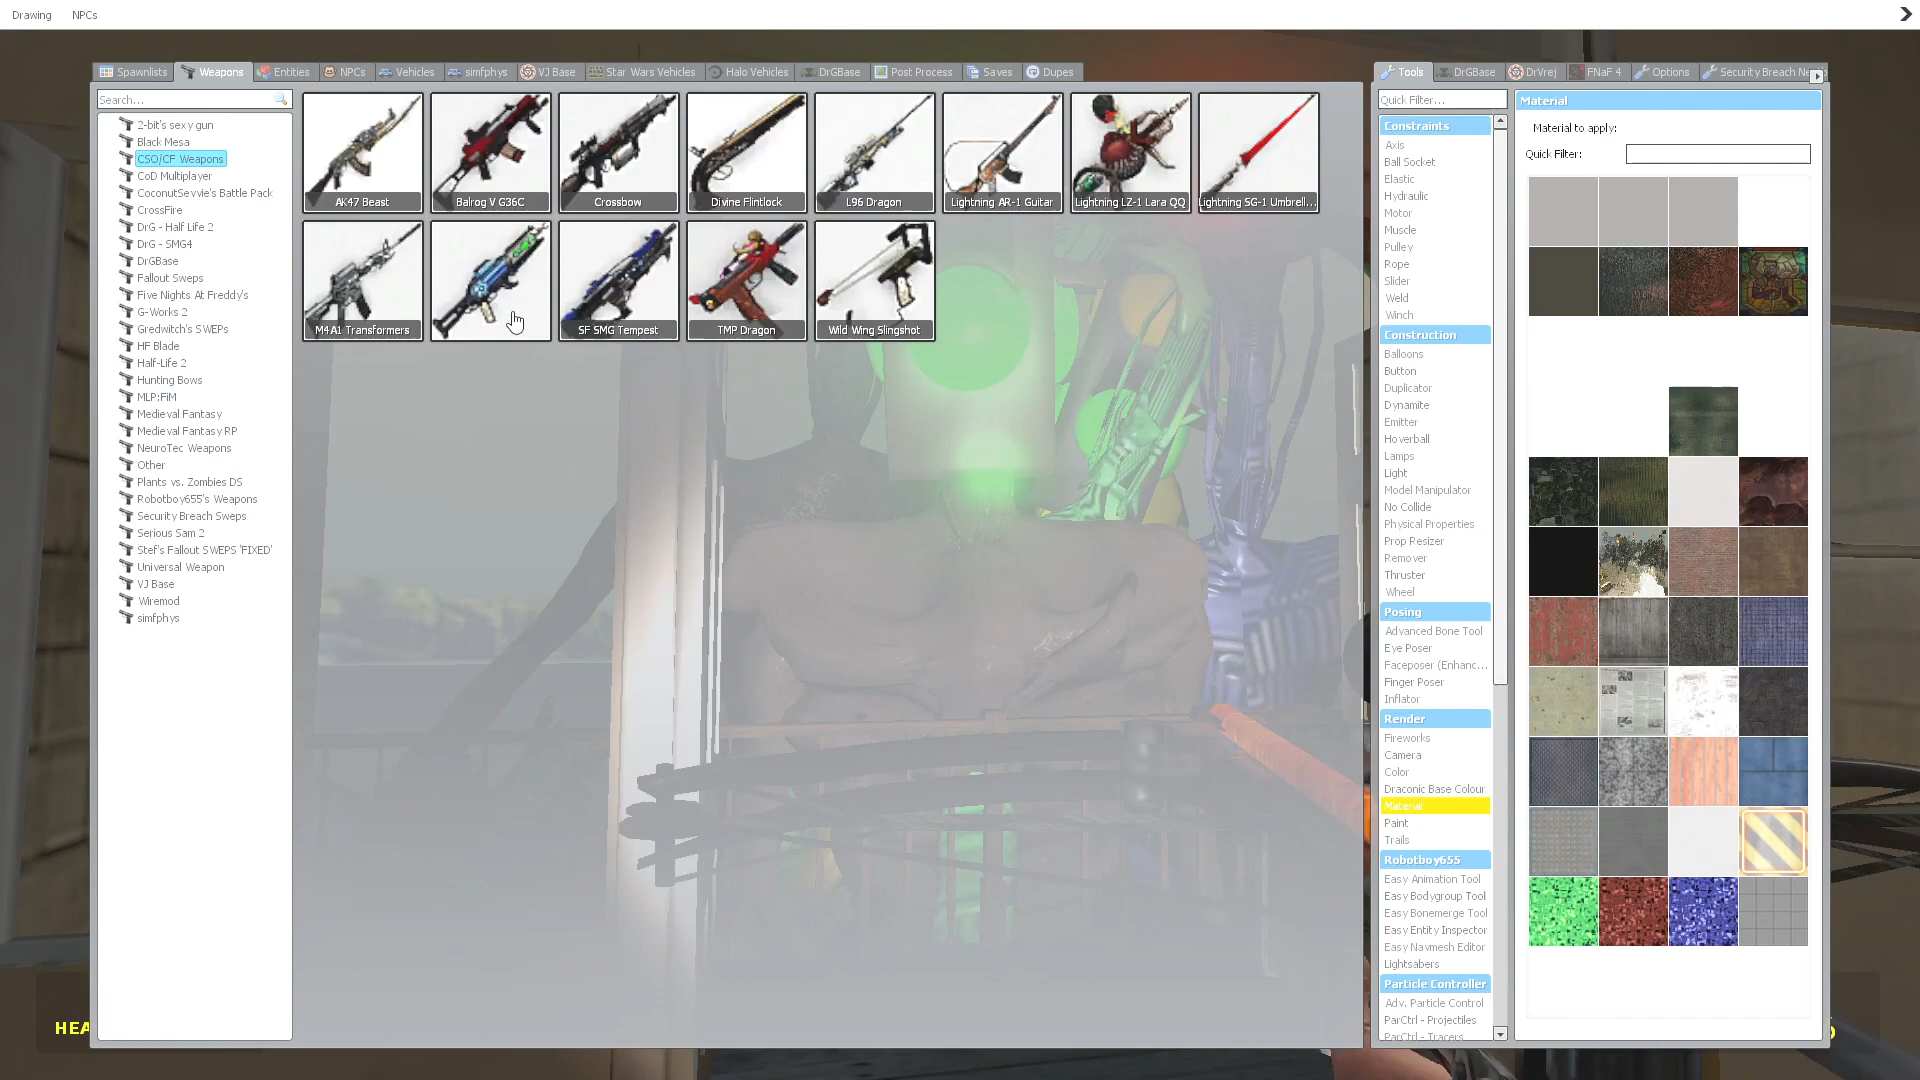 Drawing NPCs
Spawnlists Weapons Entities NPCs Vehicles simfphys VJ Base Star Wars Vehicles Halo Vehicles DrGBase Post Process Saves Dupes
Search...
2-bit's sexy gun
Black Mesa
CSO/CF Weapons
CoD Multiplayer
CoconutSevvie's Battle Pack
CrossFire
DrG - Half Life 2
DrG - SMG4
DrGBase
Fallout Sweps
Five Nights At Freddy's
G-Works 2
Gredwitch's SWEPs
HF Blade
Half-Life 2
Hunting Bows
MLP:FiM
Medieval Fantasy
Medieval Fantasy RP
NeuroTec Weapons
Other
Plants vs. Zombies DS
Robotboy655's Weapons
Security Breach Sweps
Serious Sam 2
Stef's Fallout SWEPS 'FIXED'
Universal Weapon
VJ Base
Wiremod
simfphys
AK47 Beast Balrog V G36C Crossbow Divine Flintlock L96 Dragon Lightning AR-1 Guitar Lightning LZ-1 Lara QQ Lightning SG-1 Umbrell...
M4A1 Transformers SF SMG Tempest TMP Dragon Wild Wing Slingshot
Tools DrGBase DrVrej FNaF 4 Options Security Breach
Quick Filter...
Constraints
Axis
Ball Socket
Elastic
Hydraulic
Motor
Muscle
Pulley
Rope
Slider
Weld
Winch
Construction
Balloons
Button
Duplicator
Dynamite
Emitter
Hoverball
Lamps
Light
Model Manipulator
No Collide
Physical Properties
Prop Resizer
Remover
Thruster
Wheel
Posing
Advanced Bone Tool
Eye Poser
Faceposer (Enhanc...
Finger Poser
Inflator
Render
Fireworks
Camera
Color
Draconic Base Colour
Material
Paint
Trails
Robotboy655
Easy Animation Tool
Easy Bodygroup Tool
Easy Bonemerge Tool
Easy Entity Inspector
Easy Navmesh Editor
Lightsabers
Particle Controller
Adv. Particle Control
ParCtrl - Projectiles
ParCtrl - Tracers
Material
Material to apply:
Quick Filter:
HEA